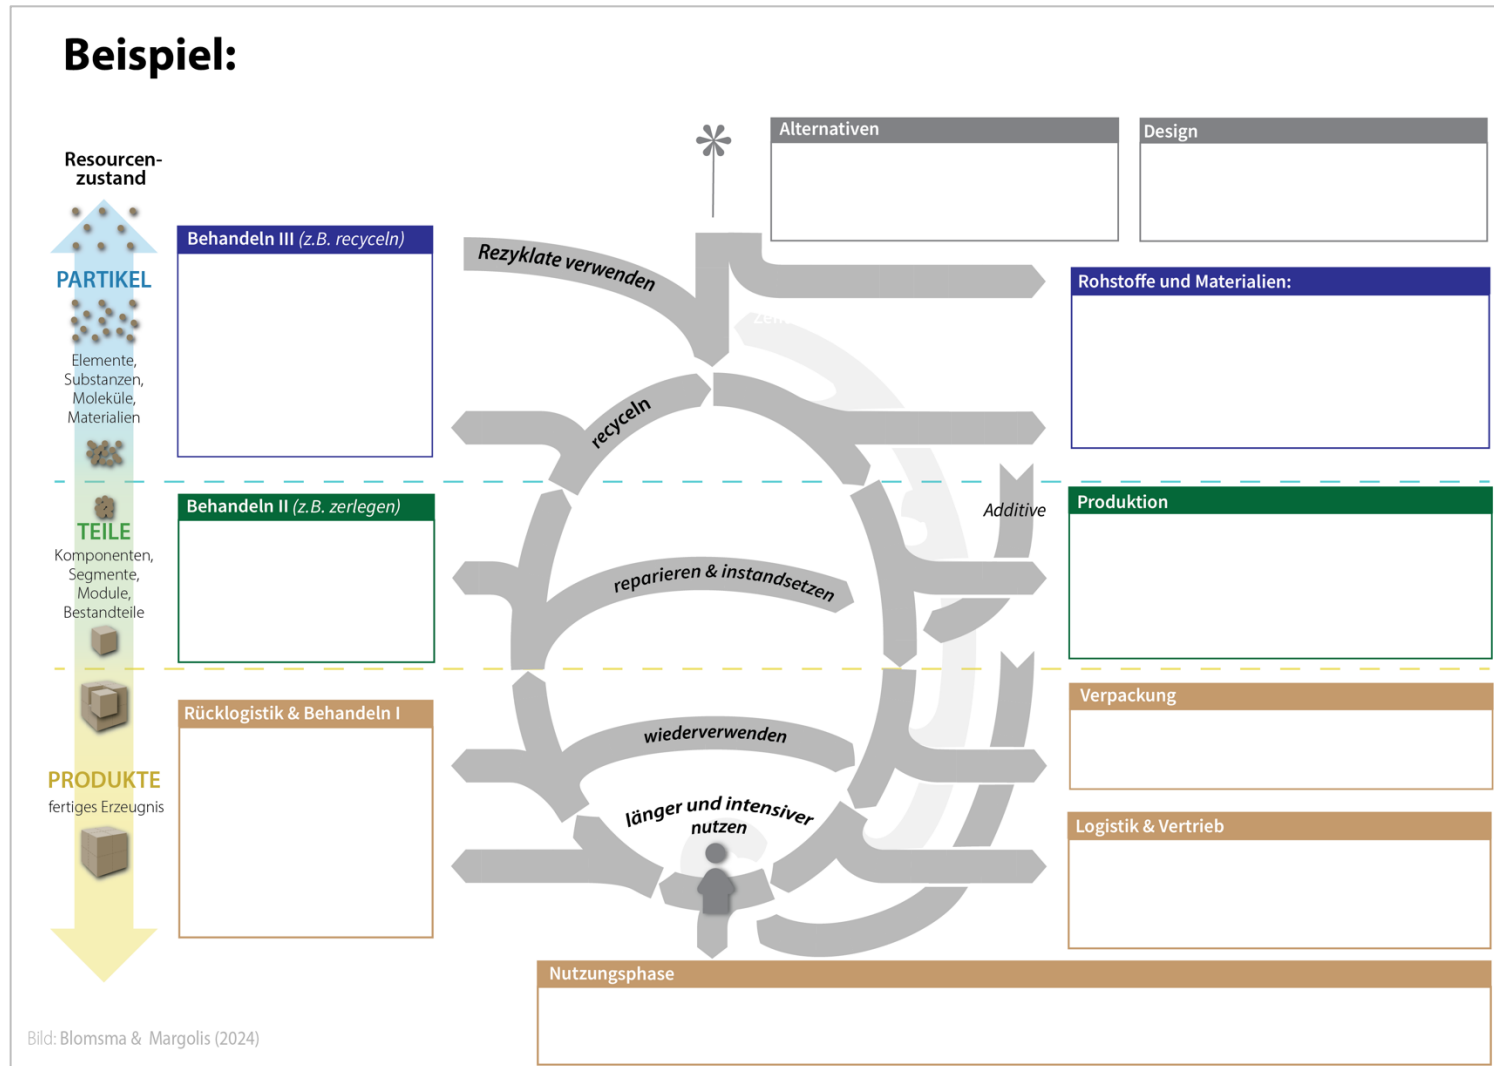 Beispiel:
Resourcen-
zustand
PARTIKEL
Elemente,
Substanzen,
Moleküle,
Materialien
TEILE
Komponenten,
Segmente,
Module,
Bestandteile
PRODUKTE
fertiges Erzeugnis
Behandeln III (z.B. recyceln)
Behandeln II (z.B. zerlegen)
Rücklogistik & Behandeln I
Rezyklate verwenden
recyceln
reparieren & instandsetzen
wiederverwenden
länger und intensiver
nutzen
Additive
Alternativen
Design
Rohstoffe und Materialien:
Produktion
Verpackung
Logistik & Vertrieb
Nutzungsphase
Bild: Blomsma & Margolis (2024)